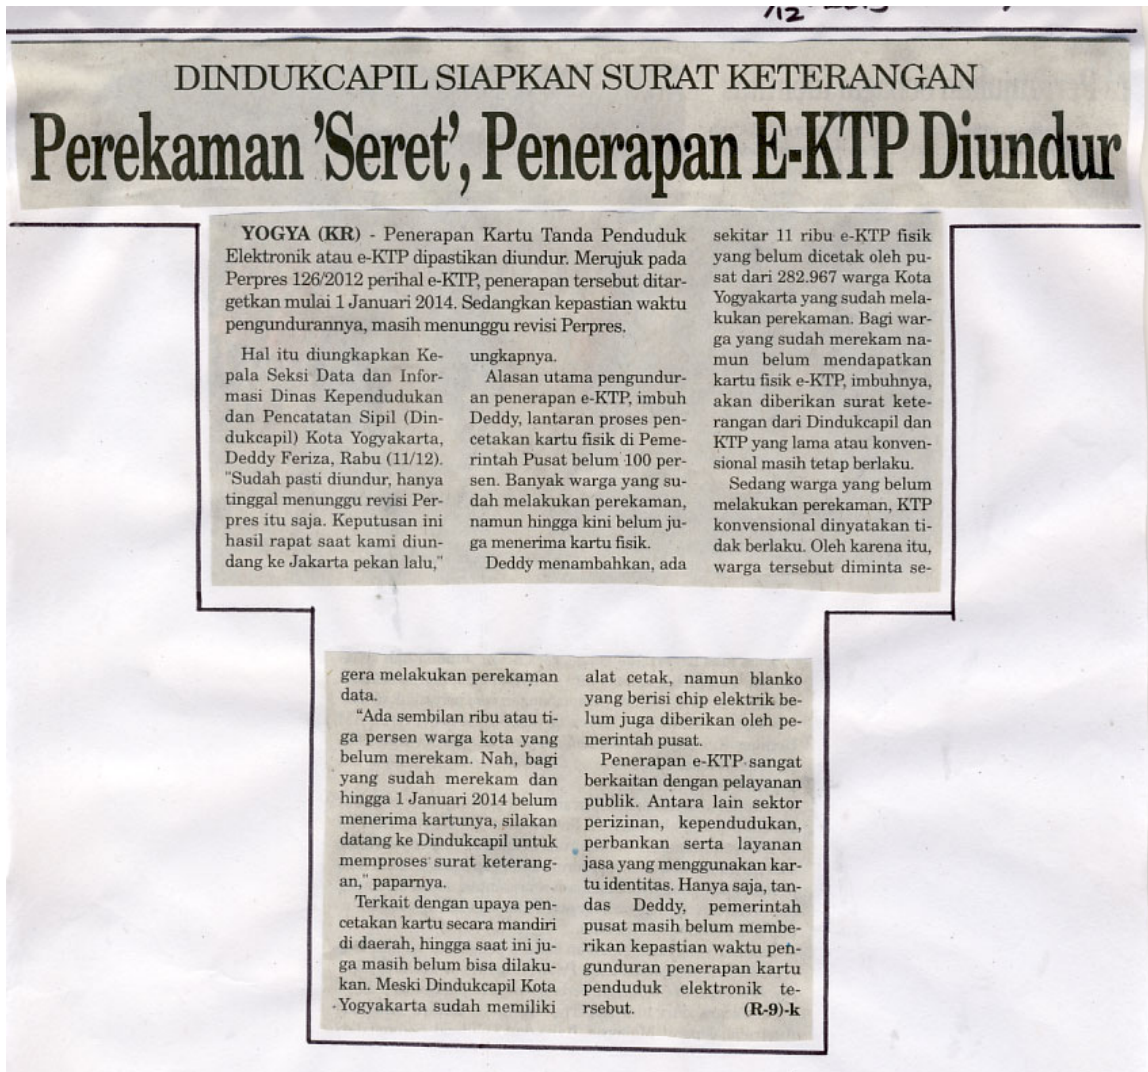 /12-2013
DINDUKCAPIL SIAPKAN SURAT KETERANGAN
Perekaman 'Seret', Penerapan E-KTP Diundur
YOGYA (KR) - Penerapan Kartu Tanda Penduduk
Elektronik atau e-KTP dipastikan diundur. Merujuk pada
Perpres 126/2012 perihal e-KTP, penerapan tersebut ditar-
getkan mulai 1 Januari 2014. Sedangkan kepastian waktu
pengundurannya, masih menunggu revisi Perpres.
Hal itu diungkapkan Ke-
pala Seksi Data dan Infor-
masi Dinas Kependudukan
dan Pencatatan Sipil (Din-
dukcapil) Kota Yogyakarta,
Deddy Feriza, Rabu (11/12).
"Sudah pasti diundur, hanya
tinggal menunggu revisi Per-
pres itu saja. Keputusan ini
hasil rapat saat kami diun-
dang ke Jakarta pekan lalu,"
ungkapnya.
Alasan utama pengundur-
an penerapan e-KTP, imbuh
Deddy, lantaran proses pen-
cetakan kartu fisik di Peme-
rintah Pusat belum 100 per-
sen. Banyak warga yang su-
dah melakukan perekaman,
namun hingga kini belum ju-
ga menerima kartu fisik.
Deddy menambahkan, ada
sekitar 11 ribu e-KTP fisik
yang belum dicetak oleh pu-
sat dari 282.967 warga Kota
Yogyakarta yang sudah mela-
kukan perekaman. Bagi war-
ga yang sudah merekam na-
mun belum mendapatkan
kartu fisik e-KTP, imbuhnya,
akan diberikan surat kete-
rangan dari Dindukcapil dan
KTP yang lama atau konven-
sional masih tetap berlaku.
Sedang warga yang belum
melakukan perekaman, KTP
konvensional dinyatakan ti-
dak berlaku. Oleh karena itu,
warga tersebut diminta se-
gera melakukan perekaman
data.
"Ada sembilan ribu atau ti-
ga persen warga kota yang
belum merekam. Nah, bagi
yang sudah merekam dan
hingga 1 Januari 2014 belum
menerima kartunya, silakan
datang ke Dindukcapil untuk
memproses surat keterang-
an," paparnya.
Terkait dengan upaya pen-
cetakan kartu secara mandiri
di daerah, hingga saat ini ju-
ga masih belum bisa dilaku-
kan. Meski Dindukcapil Kota
Yogyakarta sudah memiliki
alat cetak, namun blanko
yang berisi chip elektrik be-
lum juga diberikan oleh pe-
merintah pusat.
Penerapan e-KTP sangat
berkaitan dengan pelayanan
publik. Antara lain sektor
perizinan, kependudukan,
perbankan serta layanan
jasa yang menggunakan kar-
tu identitas. Hanya saja, tan-
das Deddy, pemerintah
pusat masih belum membe-
rikan kepastian waktu pen-
gunduran penerapan kartu
penduduk elektronik te-
rsebut. (R-9)-k